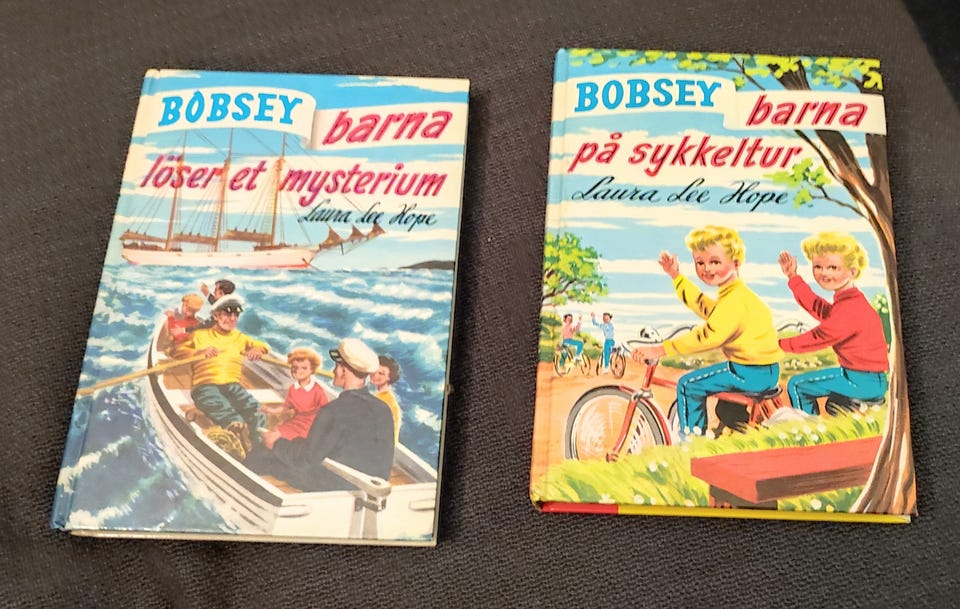 BOBSEY barna
löser et mysterium
Laura Lee Hope
BOBSEY barna
på sykkeltur
Laura Lee Hope